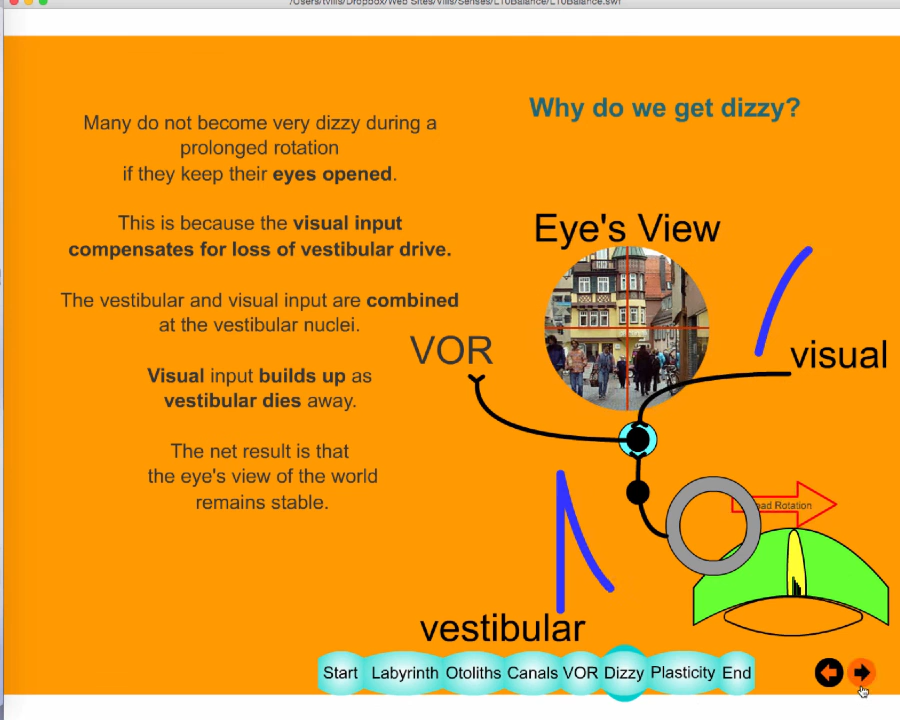 /Users/tvilis/Dropbox/Web Sites/Vilis/Senses/L10Balance/L10Balance.swf
Why do we get dizzy?
Many do not become very dizzy during a
prolonged rotation
if they keep their eyes opened.
This is because the visual input
compensates for loss of vestibular drive.
The vestibular and visual input are combined
at the vestibular nuclei.
Visual input builds up as
vestibular dies away.
The net result is that
the eye's view of the world
remains stable.
Eye's View
VOR
visual
Rotation
vestibular
Start Labyrinth Otoliths Canals VOR Dizzy Plasticity End